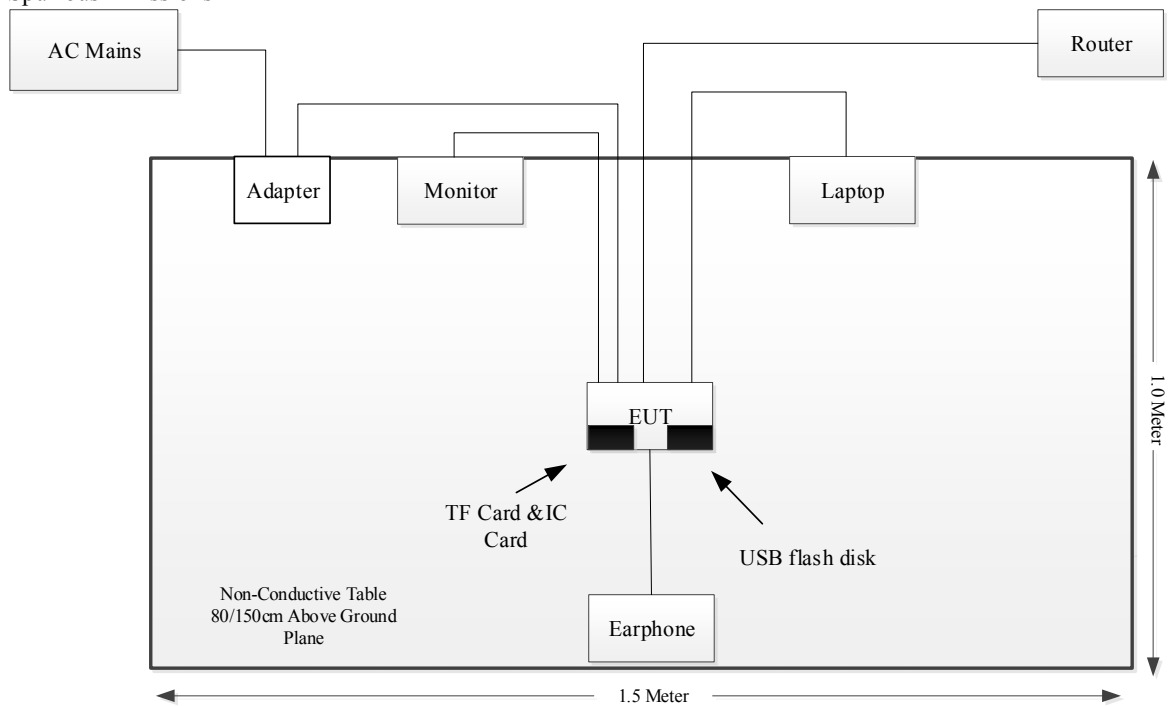 AC Mains
Router
Adapter
Monitor
Laptop
EUT
TF Card &IC
Card
USB flash disk
Non-Conductive Table
80/150cm Above Ground
Plane
Earphone
1.0 Meter
1.5 Meter